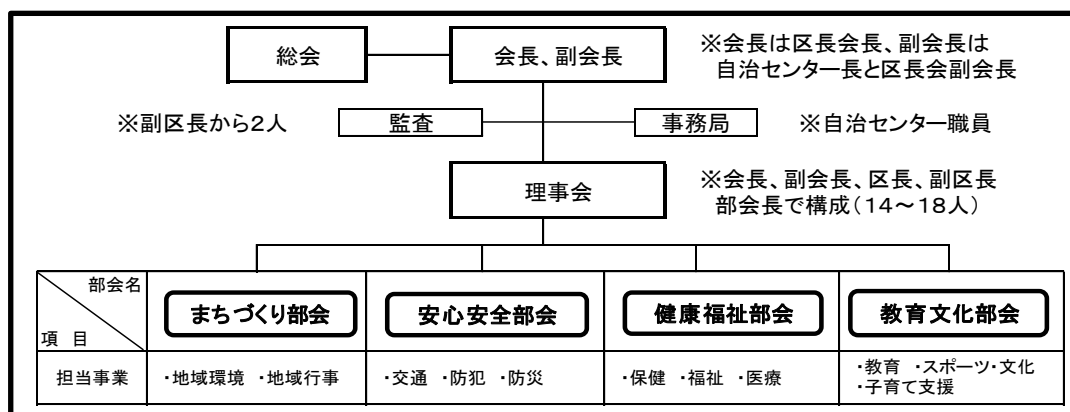 総会
会長、副会長
※会長は区長会長、副会長は
自治センター長と区長会副会長
※副区長から2人
監査
事務局
※自治センター職員
理事会
※会長、副会長、区長、副区長
部会長で構成(14～18人)
部会名
項 目
まちづくり部会
安心安全部会
健康福祉部会
教育文化部会
担当事業
・地域環境 ・地域行事
・交通 ・防犯 ・防災
・保健 ・福祉 ・医療
・教育 ・スポーツ・文化
・子育て支援